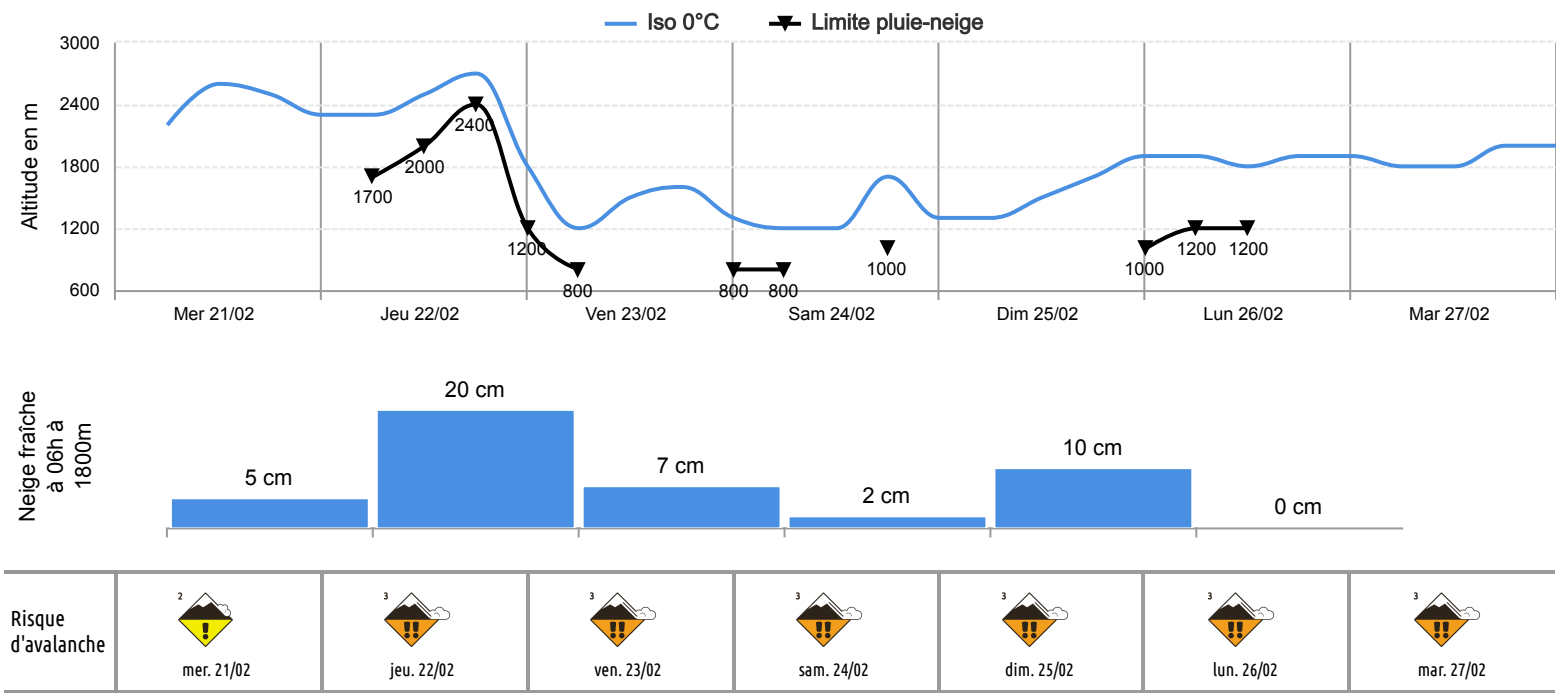 Iso 0°C Limite pluie-neige
3000
2400
1800
1200
600
Altitude en m
1700
2000
2400
1200
800
800
800
1000
1000
1200
1200
Mer 21/02 Jeu 22/02 Ven 23/02 Sam 24/02 Dim 25/02 Lun 26/02 Mar 27/02
Neige fraîche
à 06h à
1800m
5 cm
20 cm
7 cm
2 cm
10 cm
0 cm
Risque
d'avalanche
2 3 3 3 3 3 3
! !! !! !! !! !! !!
mer. 21/02 jeu. 22/02 ven. 23/02 sam. 24/02 dim. 25/02 lun. 26/02 mar. 27/02